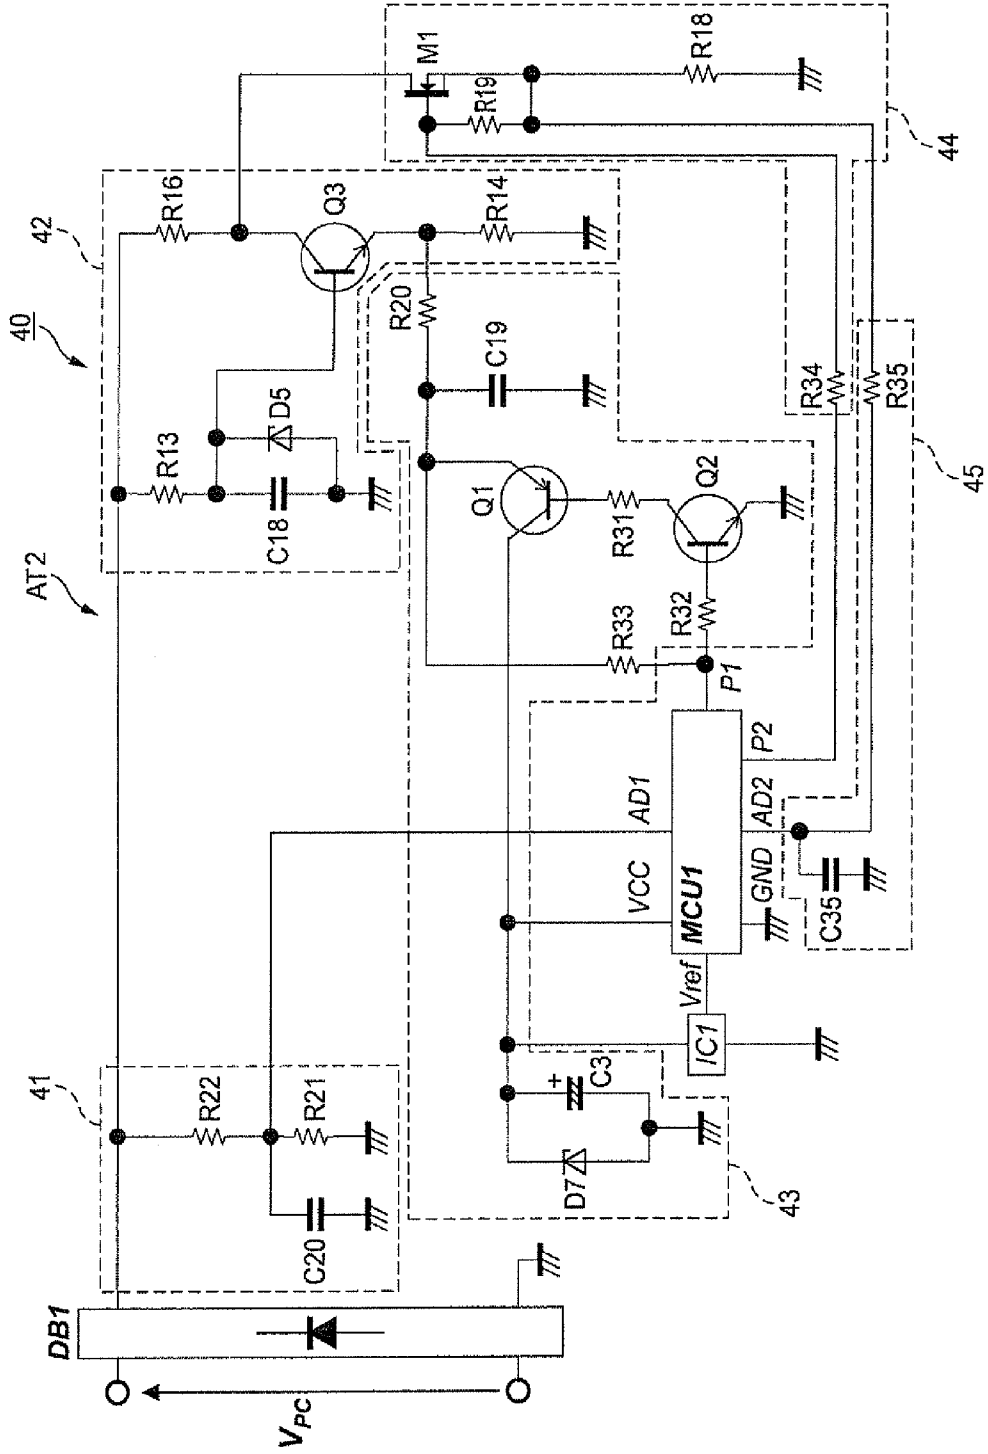 40
AT2
42
41
R16
R13
D5
C18
Q3
R14
R20
C19
M1
R19
R18
44
Q1
R31
Q2
R33
R32
R34
R35
45
P1
P2
AD1
AD2
VCC
GND
MCU1
Vref
IC1
C35
C3
+
D7
43
R22
R21
C20
DB1
VPC